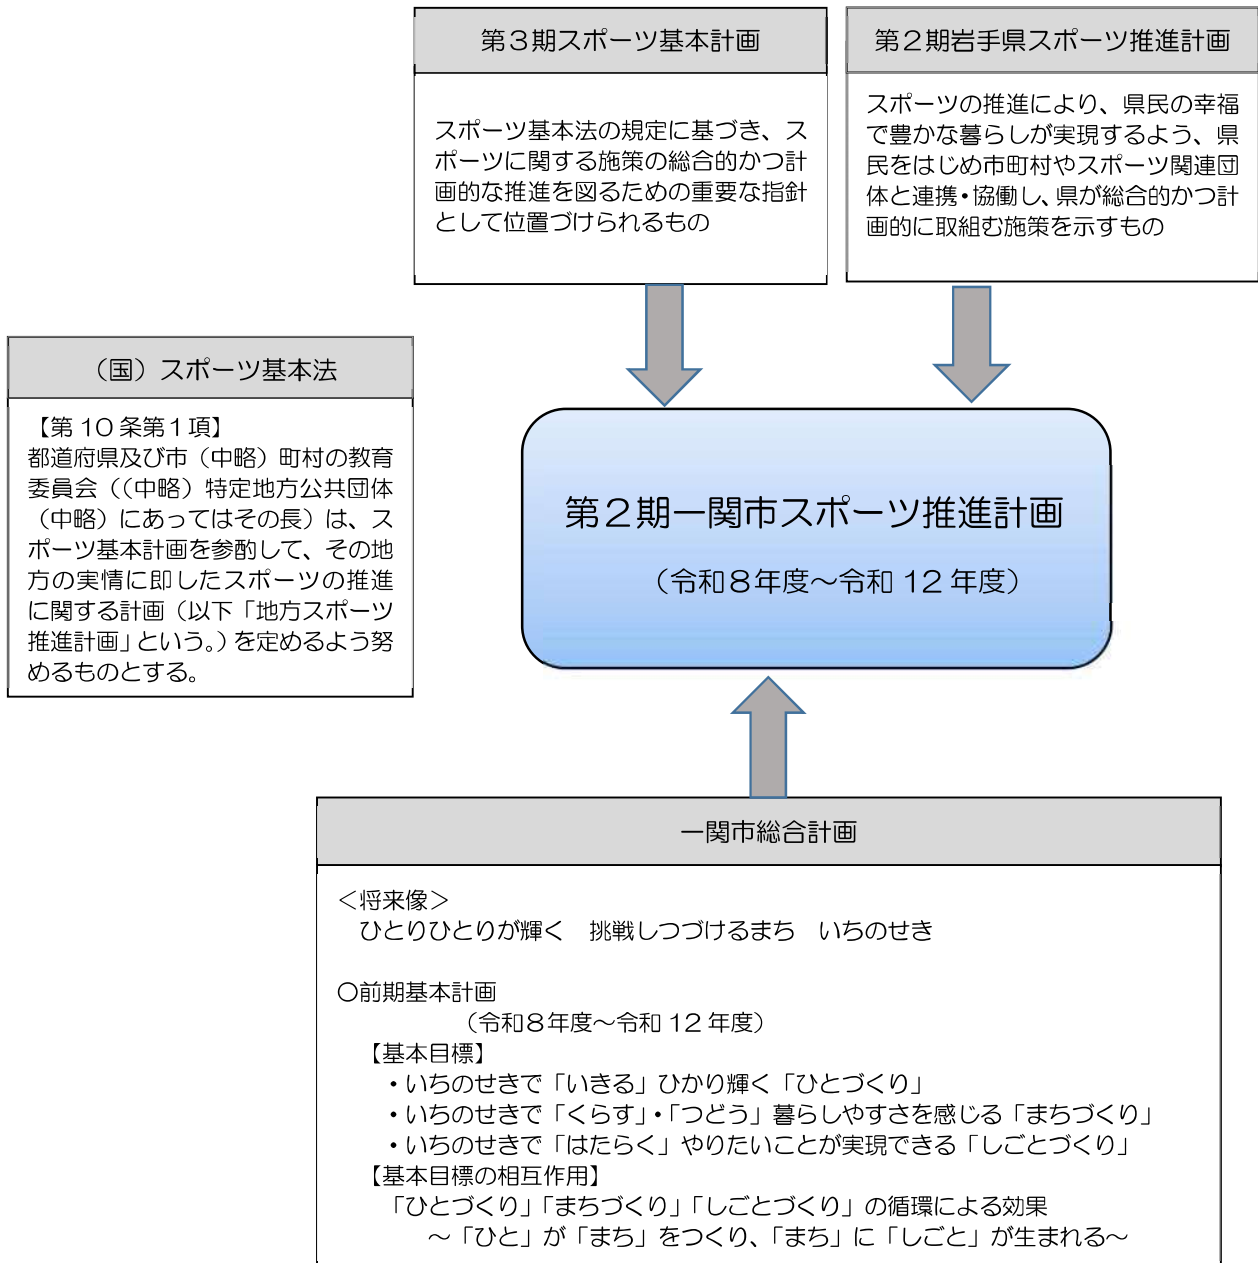 第３期スポーツ基本計画
スポーツ基本法の規定に基づき、ス
ポーツに関する施策の総合的かつ計
画的な推進を図るための重要な指針
として位置づけられるもの
第２期岩手県スポーツ推進計画
スポーツの推進により、県民の幸福
で豊かな暮らしが実現するよう、県
民をはじめ市町村やスポーツ関連団
体と連携・協働し、県が総合的かつ計
画的に取組む施策を示すもの
（国）スポーツ基本法
【第 10 条第１項】
都道府県及び市（中略）町村の教育
委員会（（中略）特定地方公共団体
（中略）にあってはその長）は、ス
ポーツ基本計画を参酌して、その地
方の実情に即したスポーツの推進
に関する計画（以下「地方スポーツ
推進計画」という。）を定めるよう努
めるものとする。
第２期一関市スポーツ推進計画
（令和８年度～令和 12 年度）
一関市総合計画
＜将来像＞
ひとりひとりが輝く　挑戦しつづけるまち　いちのせき
〇前期基本計画
（令和８年度～令和 12 年度）
【基本目標】
・いちのせきで「いきる」ひかり輝く「ひとづくり」
・いちのせきで「くらす」・「つどう」暮らしやすさを感じる「まちづくり」
・いちのせきで「はたらく」やりたいことが実現できる「しごとづくり」
【基本目標の相互作用】
「ひとづくり」「まちづくり」「しごとづくり」の循環による効果
～「ひと」が「まち」をつくり、「まち」に「しごと」が生まれる～